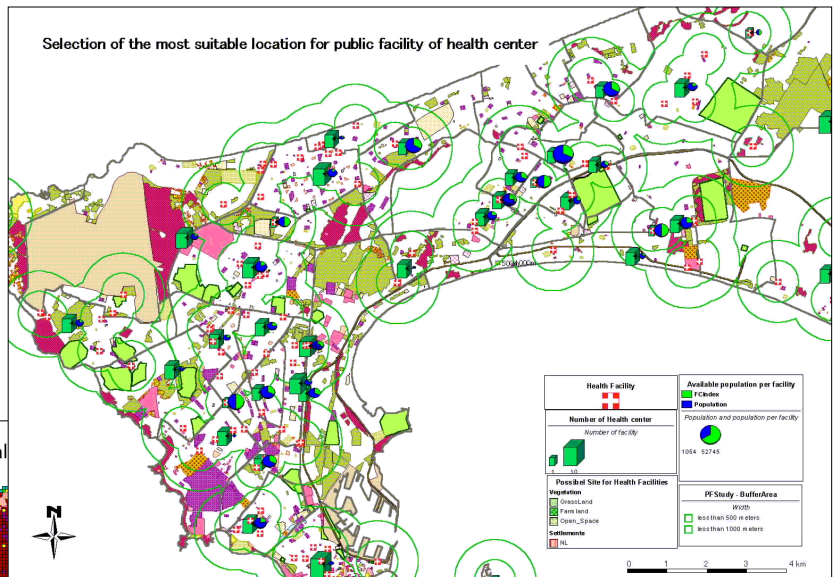 Selection of the most suitable location for public facility of health center
al
N
Health Facility
Number of Health center
Number of facility
1 10
Possibel Site for Health Facilities
Vegetation
GrassLand
Farm land
Open_Space
Settlements
NL
Available population per facility
FCindex
Population
Population and population per facility
1054 52745
PFStudy - BufferArea
Width
less than 500 meters
less than 1000 meters
0 1 2 3 4 km